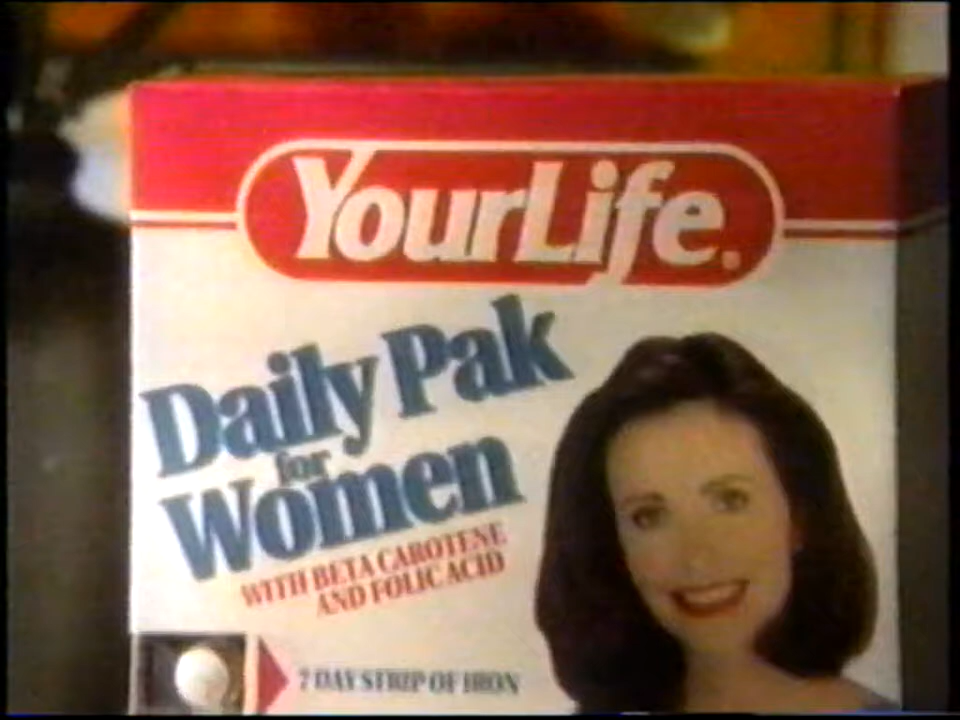 YourLife.
Daily Pak
for
Women
WITH BETA CAROTENE
AND FOLIC ACID
7 DAY STRIP OF IRON